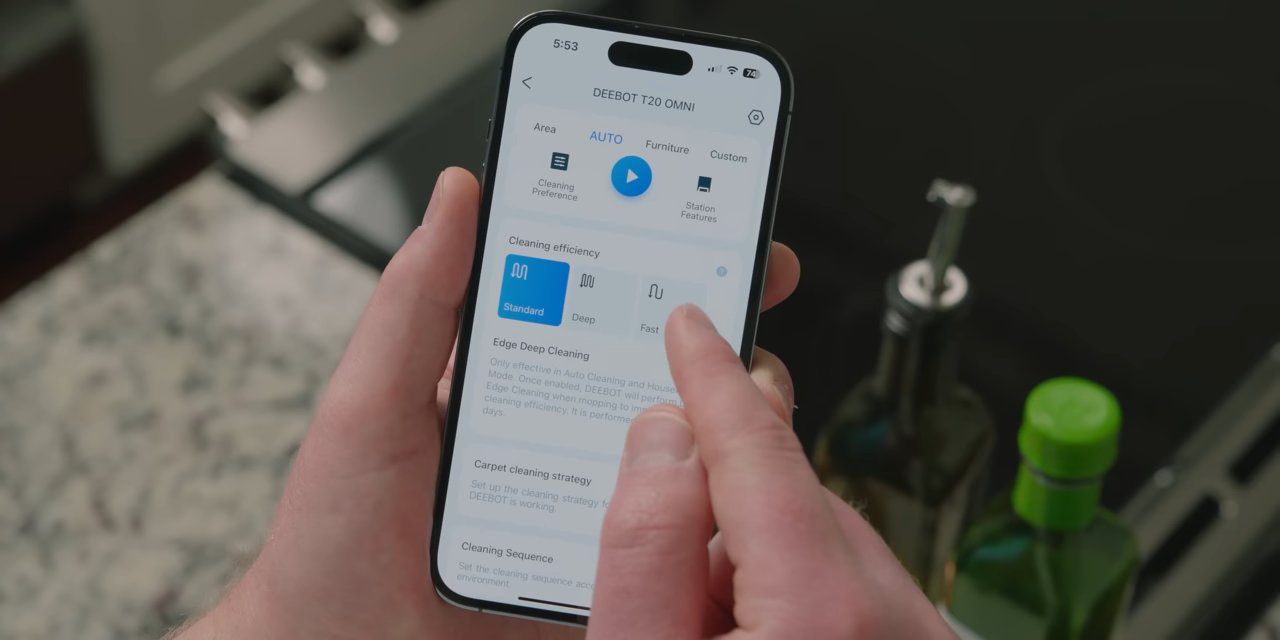 5:53
74
DEEBOT T20 OMNI
Area AUTO Furniture Custom
Cleaning Preference
Station Features
Cleaning efficiency
Standard Deep Fast
Edge Deep Cleaning
Only effective in Auto Cleaning and House
Mode. Once enabled, DEEBOT will perform
Edge Cleaning when mopping to
cleaning efficiency. It is performed
days
Carpet cleaning strategy
Set up the cleaning strategy
DEEBOT is working.
Cleaning Sequence
Set the cleaning sequence
environment.